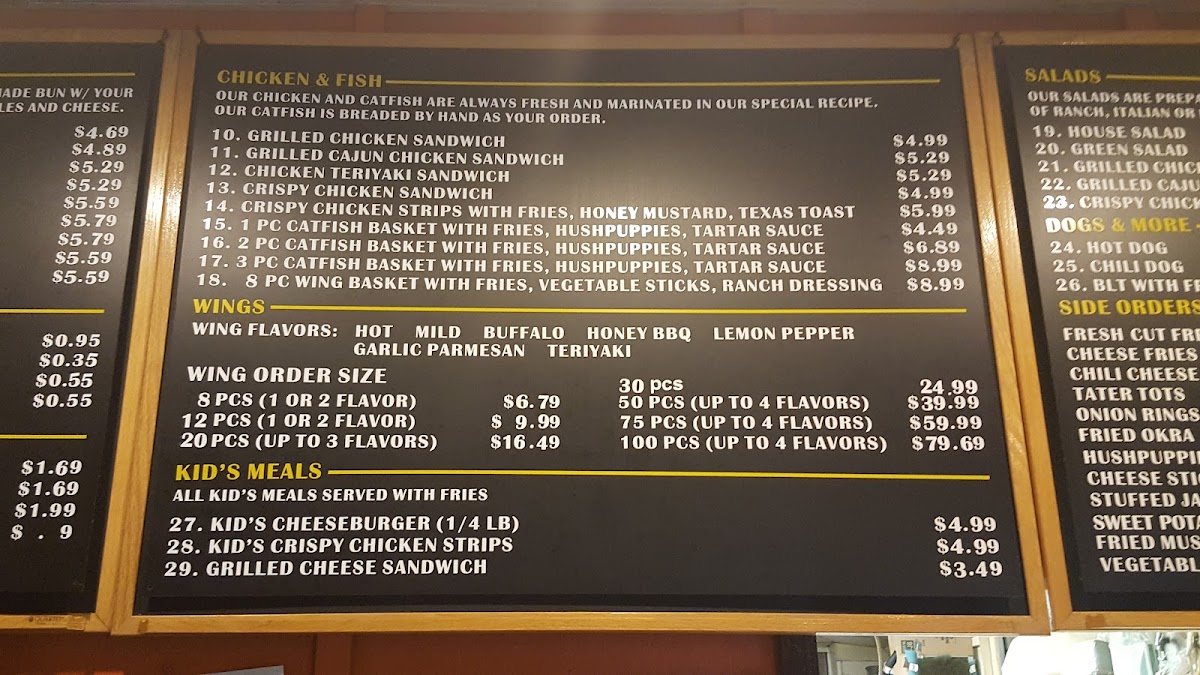 MADE BUN W/ YOUR
LES AND CHEESE.
$4.69
$4.89
$5.29
$5.29
$5.59
$5.79
$5.79
$5.59
$5.59
$0.95
$0.35
$0.55
$0.55
$1.69
$1.69
$1.99
$ . 9
CHICKEN & FISH
OUR CHICKEN AND CATFISH ARE ALWAYS FRESH AND MARINATED IN OUR SPECIAL RECIPE.
OUR CATFISH IS BREADED BY HAND AS YOUR ORDER.
10. GRILLED CHICKEN SANDWICH $4.99
11. GRILLED CAJUN CHICKEN SANDWICH $5.29
12. CHICKEN TERIYAKI SANDWICH $5.29
13. CRISPY CHICKEN SANDWICH $4.99
14. CRISPY CHICKEN STRIPS WITH FRIES, HONEY MUSTARD, TEXAS TOAST $5.99
15. 1 PC CATFISH BASKET WITH FRIES, HUSHPUPPIES, TARTAR SAUCE $4.49
16. 2 PC CATFISH BASKET WITH FRIES, HUSHPUPPIES, TARTAR SAUCE $6.89
17. 3 PC CATFISH BASKET WITH FRIES, HUSHPUPPIES, TARTAR SAUCE $8.99
18. 8 PC WING BASKET WITH FRIES, VEGETABLE STICKS, RANCH DRESSING $8.99
WINGS
WING FLAVORS: HOT MILD BUFFALO HONEY BBQ LEMON PEPPER
GARLIC PARMESAN TERIYAKI
WING ORDER SIZE
8 PCS (1 OR 2 FLAVOR) $6.79
12 PCS (1 OR 2 FLAVOR) $ 9.99
20 PCS (UP TO 3 FLAVORS) $16.49
30 pcs 24.99
50 PCS (UP TO 4 FLAVORS) $39.99
75 PCS (UP TO 4 FLAVORS) $59.99
100 PCS (UP TO 4 FLAVORS) $79.69
KID'S MEALS
ALL KID'S MEALS SERVED WITH FRIES
27. KID'S CHEESEBURGER (1/4 LB) $4.99
28. KID'S CRISPY CHICKEN STRIPS $4.99
29. GRILLED CHEESE SANDWICH $3.49
SALADS
OUR SALADS ARE PREPA
OF RANCH, ITALIAN OR
19. HOUSE SALAD
20. GREEN SALAD
21. GRILLED CHIC
22. GRILLED CAJU
23. CRISPY CHICK
DOGS & MORE
24. HOT DOG
25. CHILI DOG
26. BLT WITH FR
SIDE ORDERS
FRESH CUT FRI
CHEESE FRIES
CHILI CHEESE
TATER TOTS
ONION RINGS
FRIED OKRA
HUSHPUPPIE
CHEESE STIC
STUFFED JA
SWEET POTA
FRIED MUS
VEGETABL